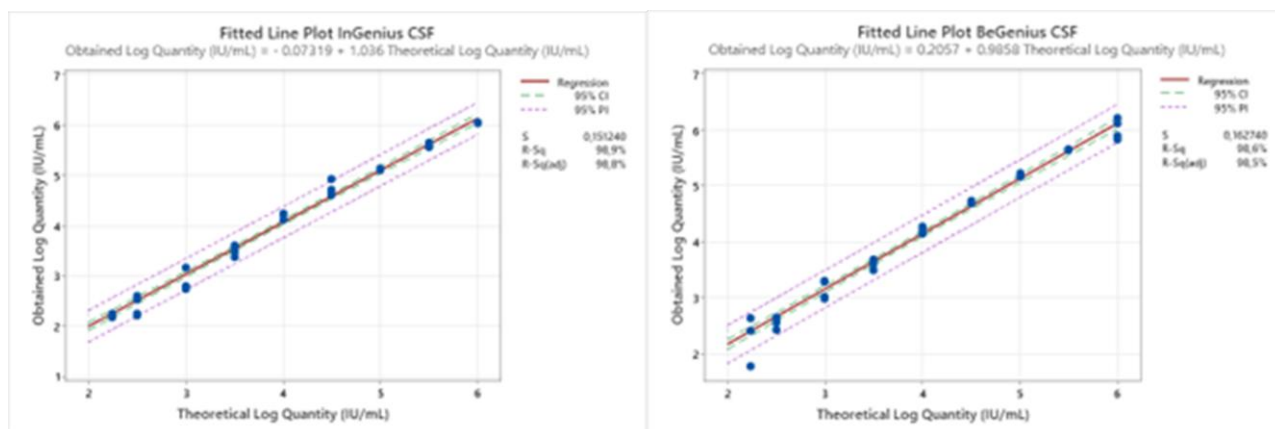 Fitted Line Plot InGenius CSF
Obtained Log Quantity (IU/mL) = - 0.07319 + 1.036 Theoretical Log Quantity (IU/mL)
7
6
5
4
3
2
1
Obtained Log Quantity (IU/mL)
2 3 4 5 6
Theoretical Log Quantity (IU/mL)
Regression
95% CI
95% PI
S 0,151240
R-Sq 98,9%
R-Sq(adj) 98,8%
Fitted Line Plot BeGenius CSF
Obtained Log Quantity (IU/mL) = 0.2057 + 0.9858 Theoretical Log Quantity (IU/mL)
7
6
5
4
3
2
Obtained Log Quantity (IU/mL)
2 3 4 5 6
Theoretical Log Quantity (IU/mL)
Regression
95% CI
95% PI
S 0,162740
R-Sq 98,6%
R-Sq(adj) 98,5%